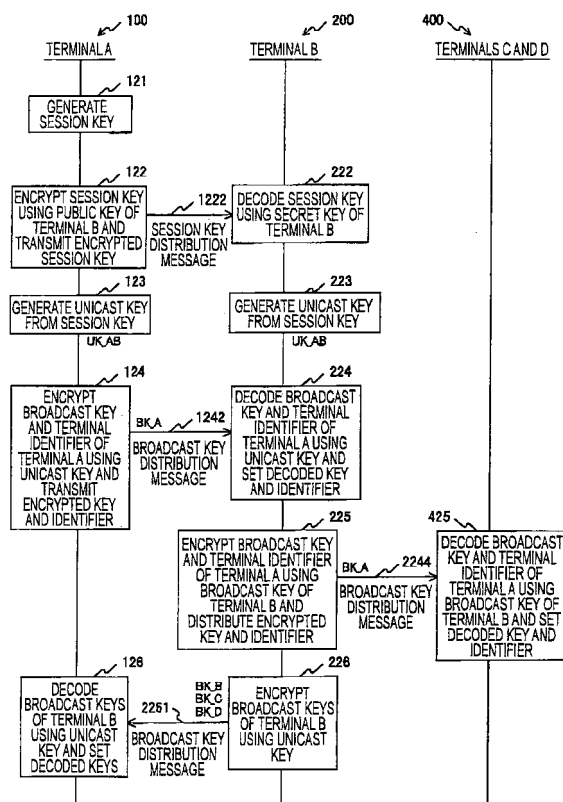 100
TERMINAL A
200
TERMINAL B
400
TERMINALS C AND D
121
GENERATE
SESSION KEY
122
ENCRYPT SESSION KEY
USING PUBLIC KEY OF
TERMINAL B AND
TRANSMIT ENCRYPTED
SESSION KEY
1222
SESSION KEY
DISTRIBUTION
MESSAGE
222
DECODE SESSION KEY
USING SECRET KEY OF
TERMINAL B
123
GENERATE UNICAST KEY
FROM SESSION KEY
UK_AB
223
GENERATE UNICAST KEY
FROM SESSION KEY
UK_AB
124
ENCRYPT
BROADCAST KEY
AND TERMINAL
IDENTIFIER OF
TERMINAL A USING
UNICAST KEY AND
TRANSMIT
ENCRYPTED KEY
AND IDENTIFIER
BK_A
1242
BROADCAST KEY
DISTRIBUTION
MESSAGE
224
DECODE BROADCAST
KEY AND TERMINAL
IDENTIFIER OF
TERMINAL A USING
UNICAST KEY AND
SET DECODED KEY
AND IDENTIFIER
225
ENCRYPT BROADCAST KEY
AND TERMINAL IDENTIFIER
OF TERMINAL A USING
BROADCAST KEY OF
TERMINAL B AND
DISTRIBUTE ENCRYPTED
KEY AND IDENTIFIER
BK_A
2244
BROADCAST KEY
DISTRIBUTION
MESSAGE
425
DECODE BROADCAST
KEY AND TERMINAL
IDENTIFIER OF
TERMINAL A USING
BROADCAST KEY OF
TERMINAL B AND SET
DECODED KEY AND
IDENTIFIER
126
DECODE
BROADCAST KEYS
OF TERMINAL B
USING UNICAST
KEY AND SET
DECODED KEYS
BK_B
BK_C
BK_D
2261
BROADCAST KEY
DISTRIBUTION
MESSAGE
226
ENCRYPT
BROADCAST KEYS
OF TERMINAL B
USING UNICAST
KEY